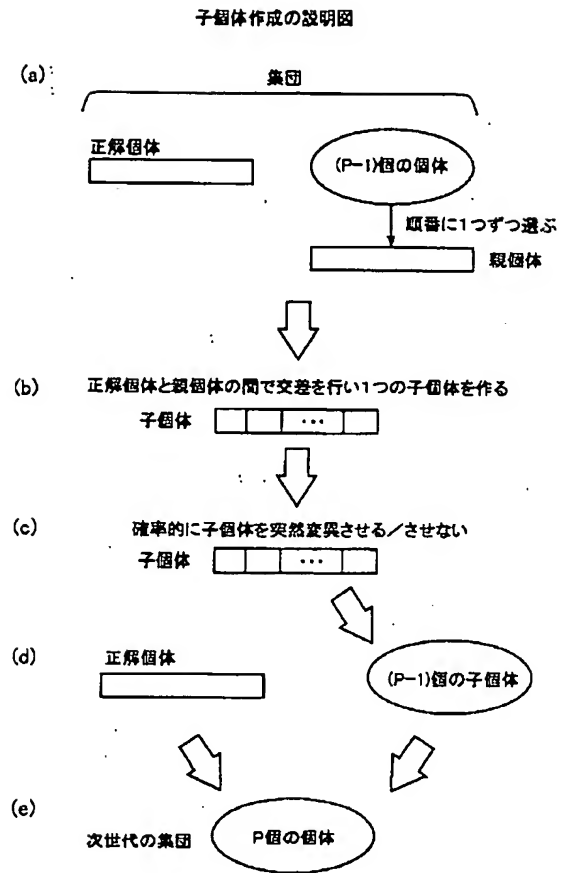 子個体作成の説明図
(a)
集団
正解個体
(P-1)個の個体
順番に1つずつ選ぶ
親個体
(b)
正解個体と親個体の間で交差を行い1つの子個体を作る
子個体
...
(c)
確率的に子個体を突然変異させる/させない
子個体
...
(d)
正解個体
(P-1)個の子個体
(e)
次世代の集団
P個の個体